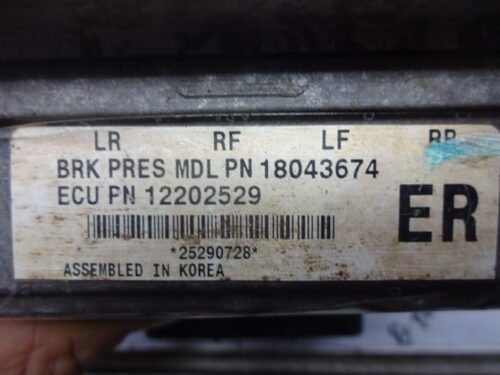 LR RF LF RR
BRK PRES MDL PN 18043674
ECU PN 12202529
ER
*25290728*
ASSEMBLED IN KOREA